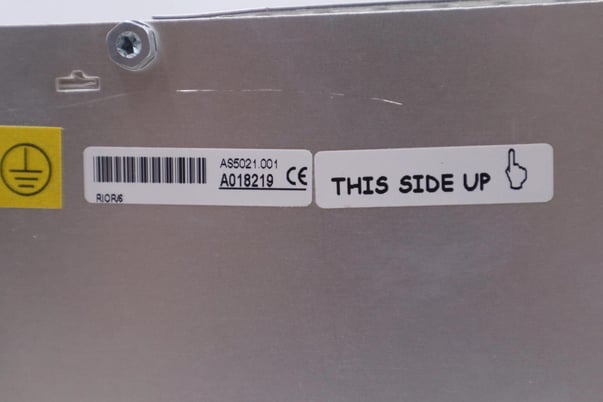 AS5021.001
A018219 CE
RIOR/6
THIS SIDE UP